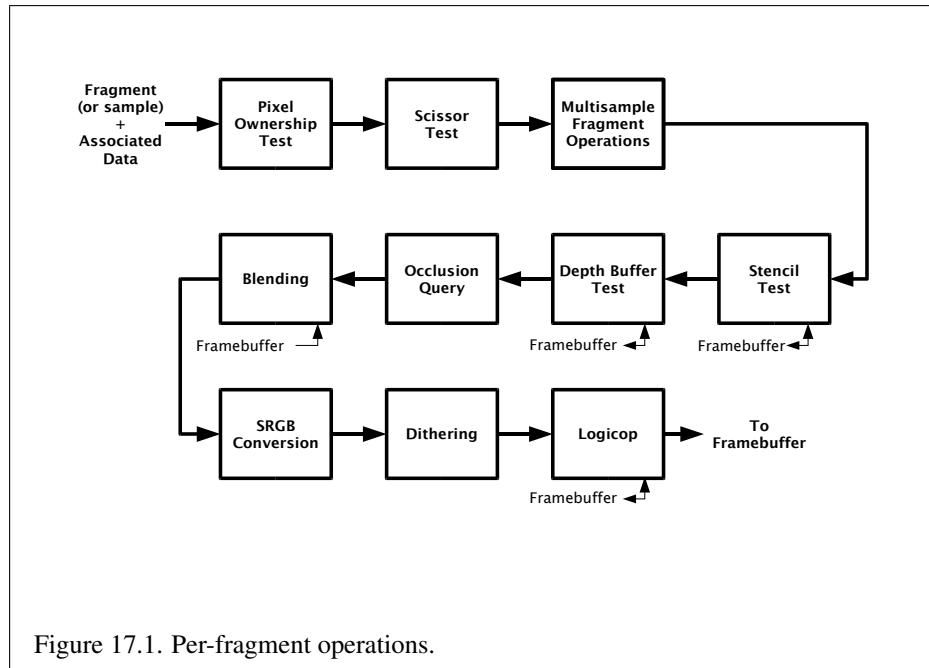 Fragment
(or sample)
+
Associated
Data
Pixel
Ownership
Test
Scissor
Test
Multisample
Fragment
Operations
Blending
Occlusion
Query
Depth Buffer
Test
Stencil
Test
Framebuffer
Framebuffer
Framebuffer
SRGB
Conversion
Dithering
Logicop
To
Framebuffer
Framebuffer
Figure 17.1. Per-fragment operations.